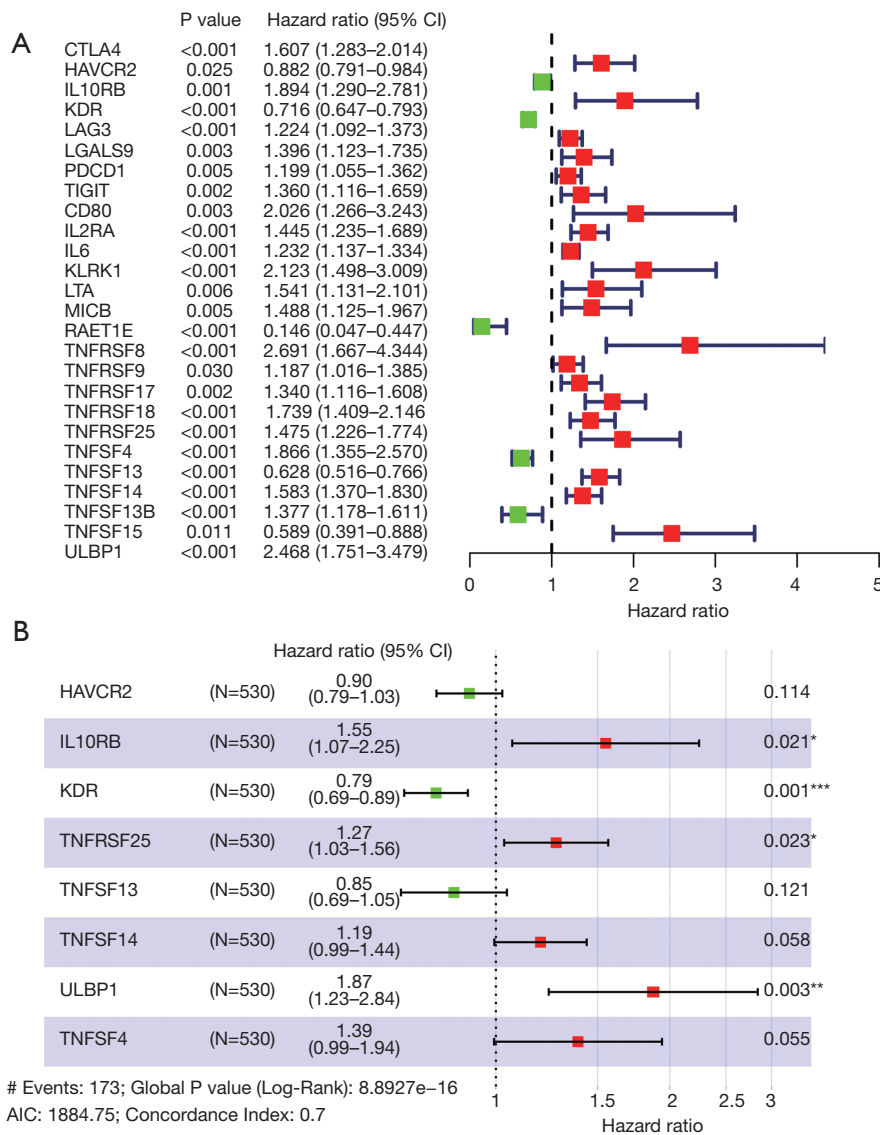 A
P value Hazard ratio (95% CI)
CTLA4 <0.001 1.607 (1.283–2.014)
HAVCR2 0.025 0.882 (0.791–0.984)
IL10RB 0.001 1.894 (1.290–2.781)
KDR <0.001 0.716 (0.647–0.793)
LAG3 <0.001 1.224 (1.092–1.373)
LGALS9 0.003 1.396 (1.123–1.735)
PDCD1 0.005 1.199 (1.055–1.362)
TIGIT 0.002 1.360 (1.116–1.659)
CD80 0.003 2.026 (1.266–3.243)
IL2RA <0.001 1.445 (1.235–1.689)
IL6 <0.001 1.232 (1.137–1.334)
KLRK1 <0.001 2.123 (1.498–3.009)
LTA 0.006 1.541 (1.131–2.101)
MICB 0.005 1.488 (1.125–1.967)
RAET1E <0.001 0.146 (0.047–0.447)
TNFRSF8 <0.001 2.691 (1.667–4.344)
TNFRSF9 0.030 1.187 (1.016–1.385)
TNFRSF17 0.002 1.340 (1.116–1.608)
TNFRSF18 <0.001 1.739 (1.409–2.146
TNFRSF25 <0.001 1.475 (1.226–1.774)
TNFSF4 <0.001 1.866 (1.355–2.570)
TNFSF13 <0.001 0.628 (0.516–0.766)
TNFSF14 <0.001 1.583 (1.370–1.830)
TNFSF13B <0.001 1.377 (1.178–1.611)
TNFSF15 0.011 0.589 (0.391–0.888)
ULBP1 <0.001 2.468 (1.751–3.479)
0 1 2 3 4 5
Hazard ratio
B
Hazard ratio (95% CI)
HAVCR2 (N=530) 0.90 0.114
(0.79–1.03)
IL10RB (N=530) 1.55 0.021*
(1.07–2.25)
KDR (N=530) 0.79 0.001***
(0.69–0.89)
TNFRSF25 (N=530) 1.27 0.023*
(1.03–1.56)
TNFSF13 (N=530) 0.85 0.121
(0.69–1.05)
TNFSF14 (N=530) 1.19 0.058
(0.99–1.44)
ULBP1 (N=530) 1.87 0.003**
(1.23–2.84)
TNFSF4 (N=530) 1.39 0.055
(0.99–1.94)
# Events: 173; Global P value (Log-Rank): 8.8927e-16
AIC: 1884.75; Concordance Index: 0.7
1 1.5 2 2.5 3
Hazard ratio